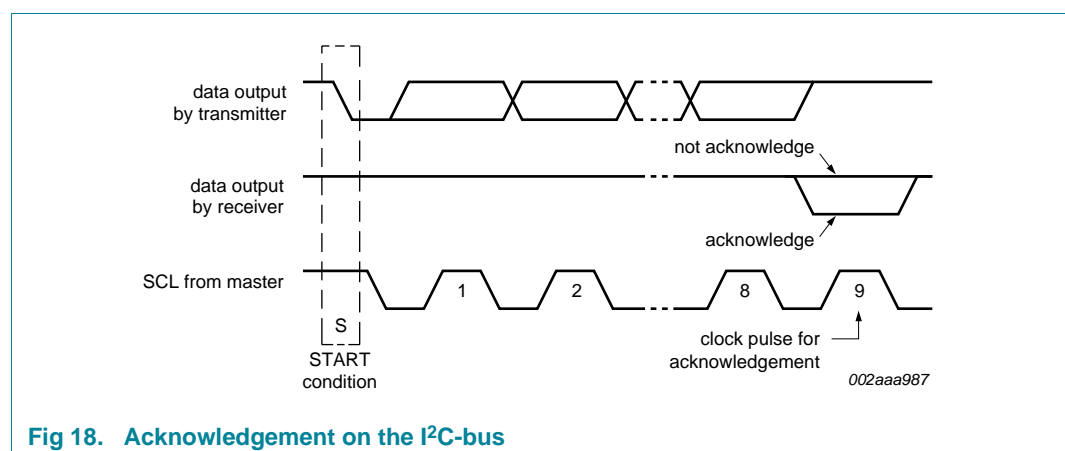 data output
by transmitter
not acknowledge
data output
by receiver
acknowledge
SCL from master
1
2
8
9
S
START
condition
clock pulse for
acknowledgement
002aaa987
Fig 18. Acknowledgement on the I²C-bus